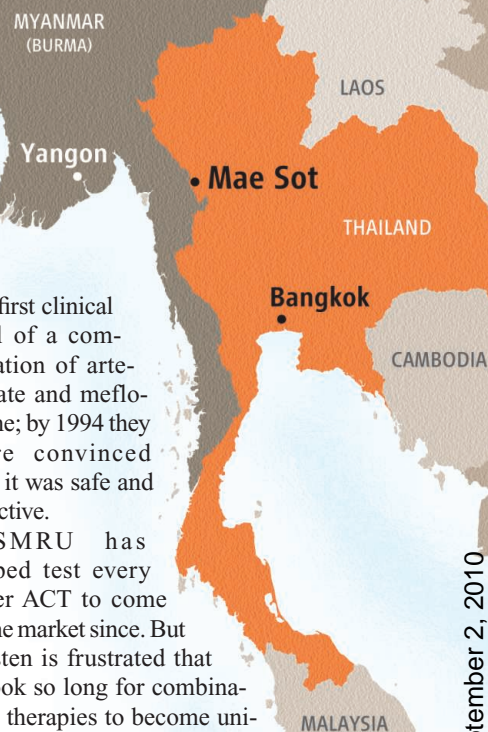 MYANMAR
(BURMA)
LAOS
Yangon
Mae Sot
THAILAND
Bangkok
CAMBODIA
MALAYSIA
first clinical
l of a com-
ation of arte-
ate and meflo-
ne; by 1994 they
re convinced
it was safe and
ctive.
SMRU has
ped test every
er ACT to come
he market since. But
sten is frustrated that
ook so long for combina-
therapies to become uni-
tember 2, 2010